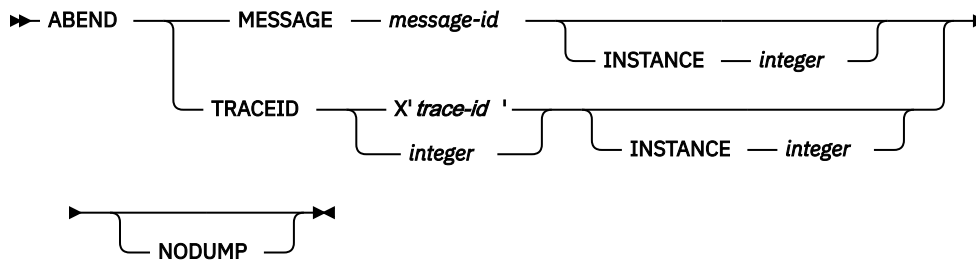 ABEND MESSAGE message-id
INSTANCE integer
TRACEID X' trace-id '
integer
INSTANCE integer
NODUMP